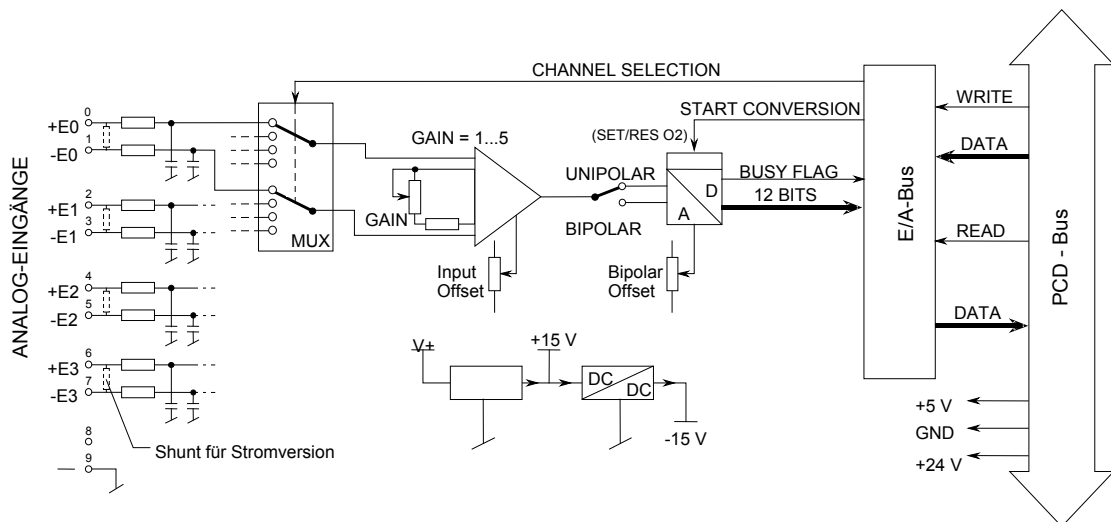 CHANNEL SELECTION
START CONVERSION
(SET/RES O2)
WRITE
DATA
ANALOG-EINGÄNGE
0
+E0
1
-E0
2
+E1
3
-E1
4
+E2
5
-E2
6
+E3
7
-E3
8
9
Shunt für Stromversion
MUX
GAIN = 1...5
GAIN
Input
Offset
UNIPOLAR
BIPOLAR
D
A
BUSY FLAG
12 BITS
Bipolar
Offset
E/A-Bus
READ
DATA
PCD - Bus
V+
+15 V
DC
DC
-15 V
+5 V
GND
+24 V